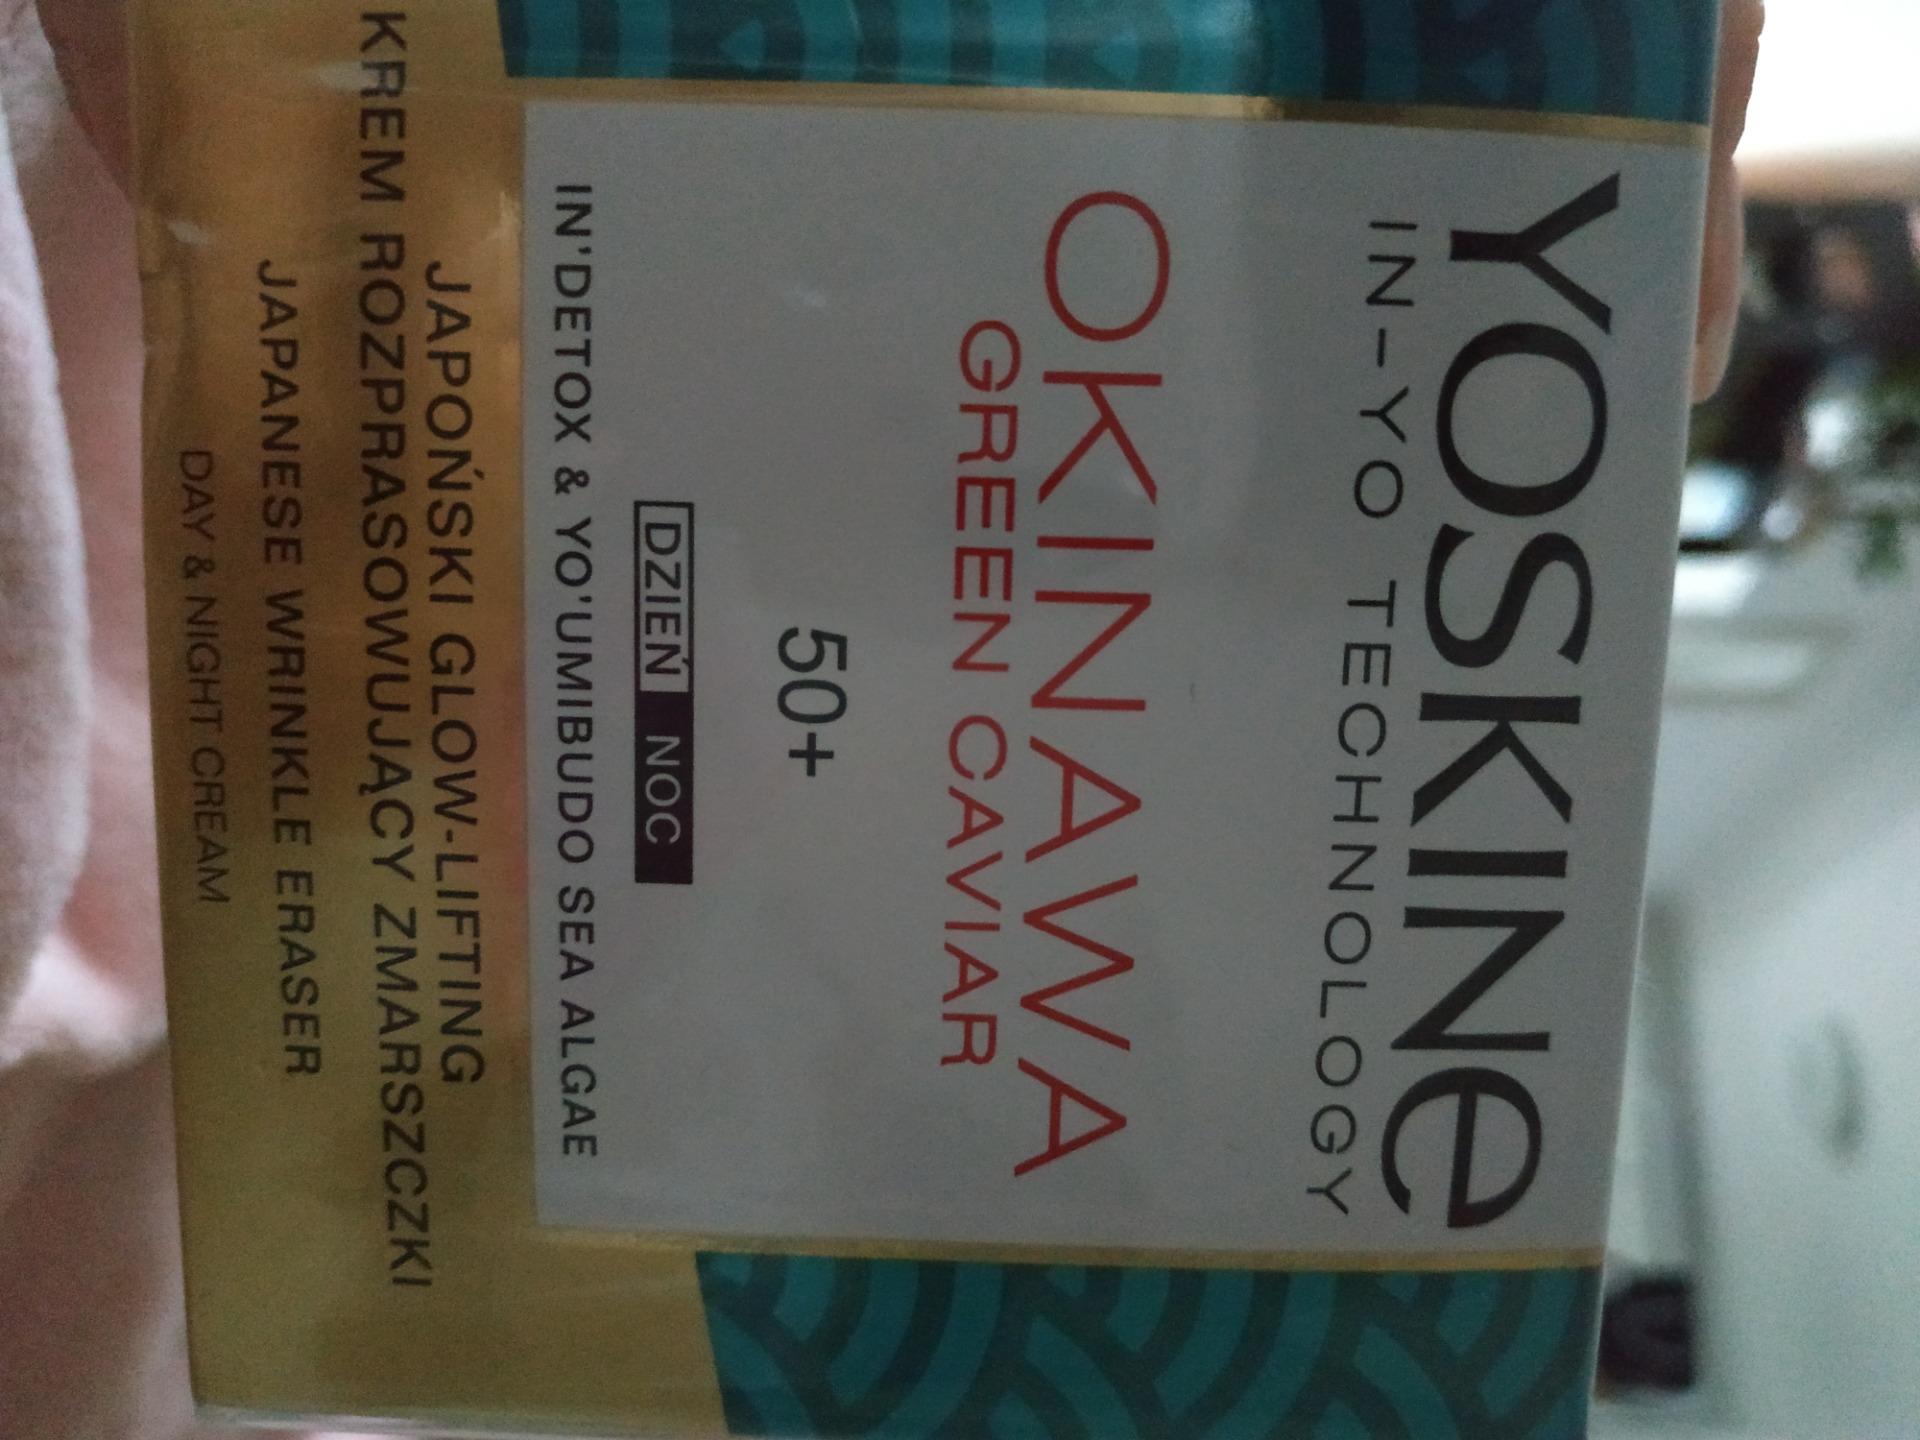 YOSKINE
IN-YO TECHNOLOGY
OKINAWA
GREEN CAVIAR
50+
DZIEŃ NOC
IN'DETOX & YO'UMIBUDO SEA ALGAE
JAPOŃSKI GLOW-LIFTING
KREM ROZPRASOWUJĄCY ZMARSZCZKI
JAPANESE WRINKLE ERASER
DAY & NIGHT CREAM